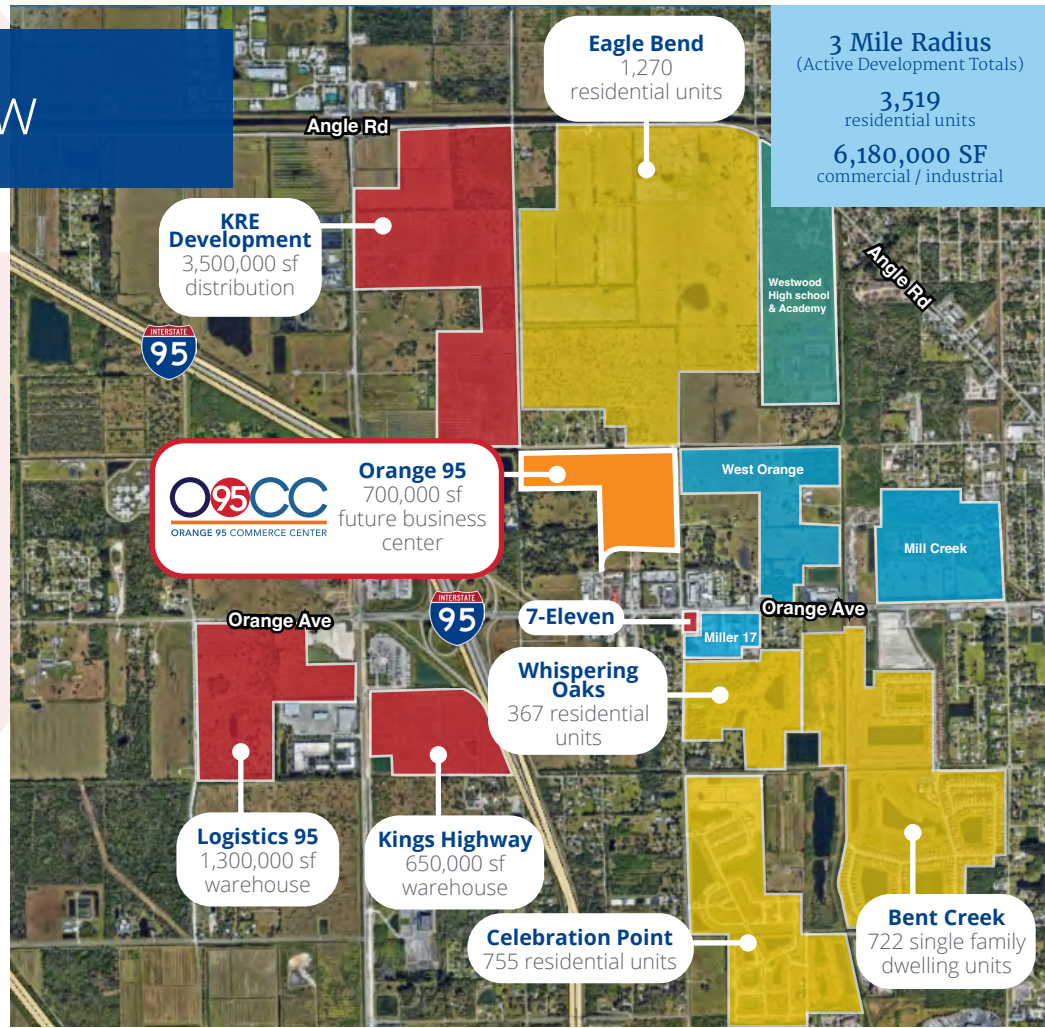 W
3 Mile Radius
(Active Development Totals)
3,519
residential units
6,180,000 SF
commercial / industrial
Eagle Bend
1,270
residential units
Angle Rd
KRE
Development
3,500,000 sf
distribution
Angle Rd
Westwood
High school
& Academy
INTERSTATE
95
O95CC
ORANGE 95 COMMERCE CENTER
Orange 95
700,000 sf
future business
center
West Orange
Mill Creek
INTERSTATE
95
Orange Ave
7-Eleven
Orange Ave
Miller 17
Whispering
Oaks
367 residential
units
Logistics 95
1,300,000 sf
warehouse
Kings Highway
650,000 sf
warehouse
Celebration Point
755 residential units
Bent Creek
722 single family
dwelling units